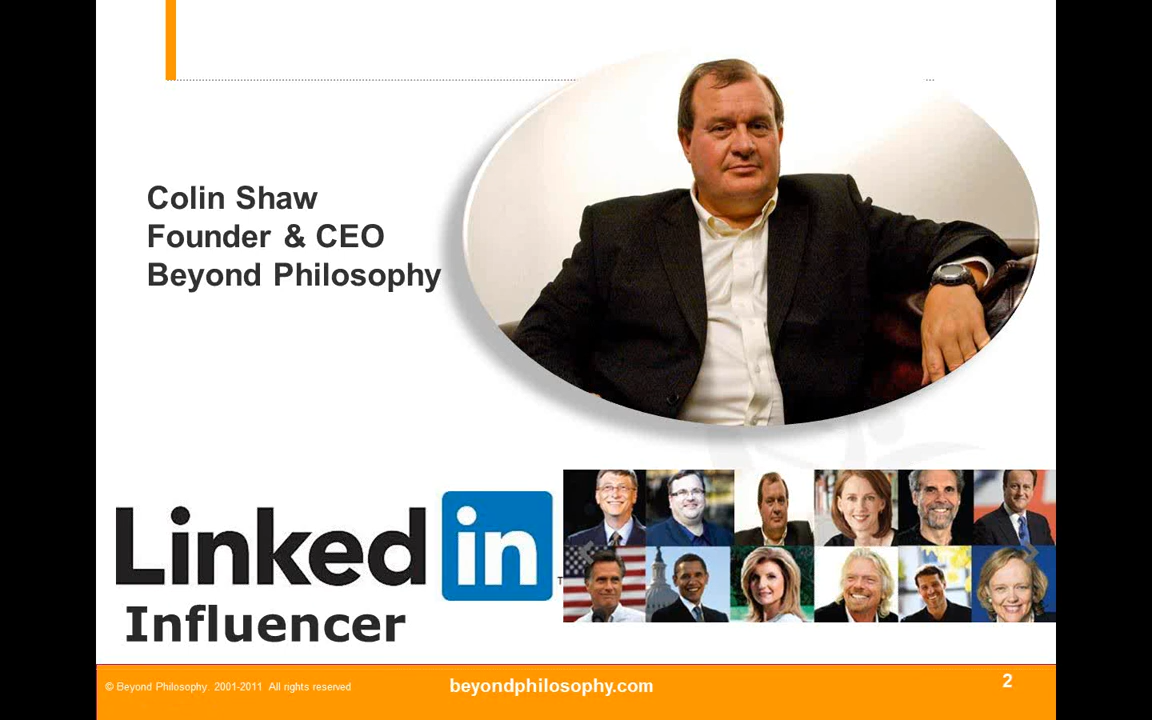 Colin Shaw
Founder & CEO
Beyond Philosophy
Linked in
Influencer
© Beyond Philosophy. 2001-2011 All rights reserved
beyondphilosophy.com
2